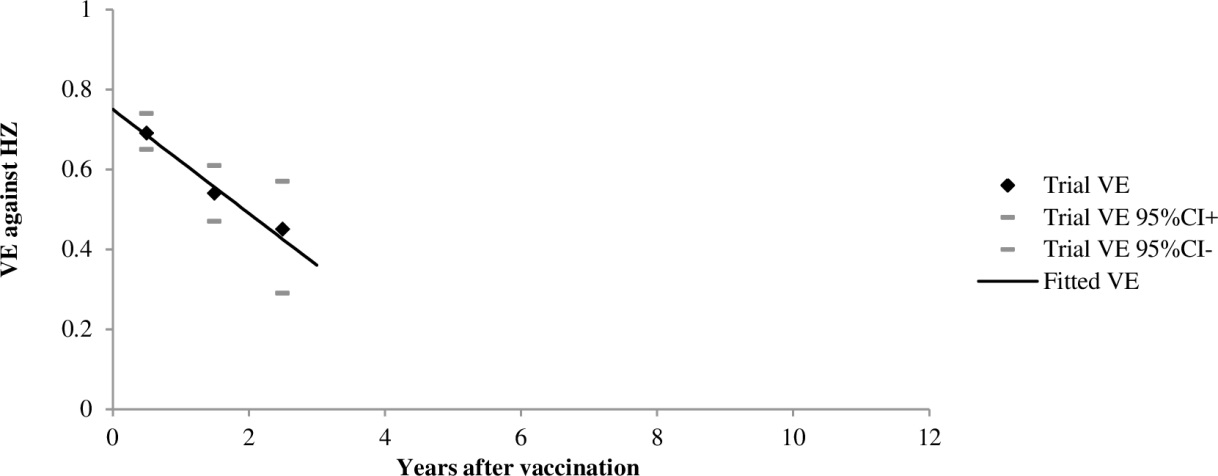 1
0.8
0.6
0.4
0.2
0
VE against HZ
0 2 4 6 8 10 12
Years after vaccination
Trial VE
Trial VE 95%CI+
Trial VE 95%CI-
Fitted VE